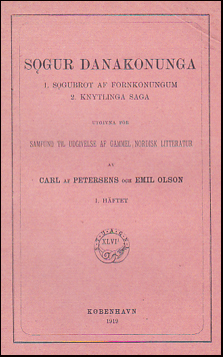 SǪGUR DANAKONUNGA
1. SǪGUBROT AF FORNKONUNGUM
2. KNYTLINGA SAGA
UTGIVNA FÖR
SAMFUND TIL UDGIVELSE AF GAMMEL NORDISK LITTERATUR
AV
CARL AF PETERSENS OCH EMIL OLSON
1. HÄFTET
XLVI
KØBENHAVN
1919